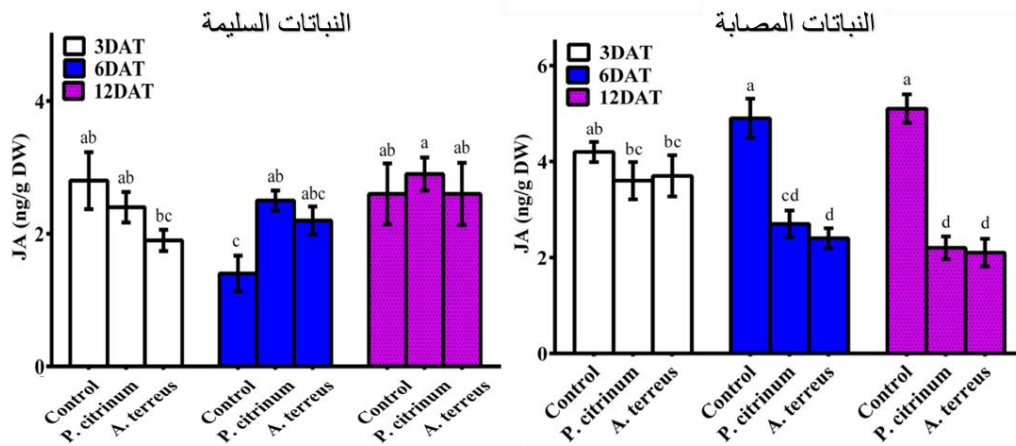 النباتات السليمة
3DAT
6DAT
12DAT
JA (ng/g DW)
4
2
0
ab
ab
bc
c
ab
abc
ab
a
ab
Control
P. citrinum
A. terreus
Control
P. citrinum
A. terreus
Control
P. citrinum
A. terreus
النباتات المصابة
3DAT
6DAT
12DAT
JA (ng/g DW)
6
4
2
0
ab
bc
bc
a
cd
d
a
d
d
Control
P. citrinum
A. terreus
Control
P. citrinum
A. terreus
Control
P. citrinum
A. terreus